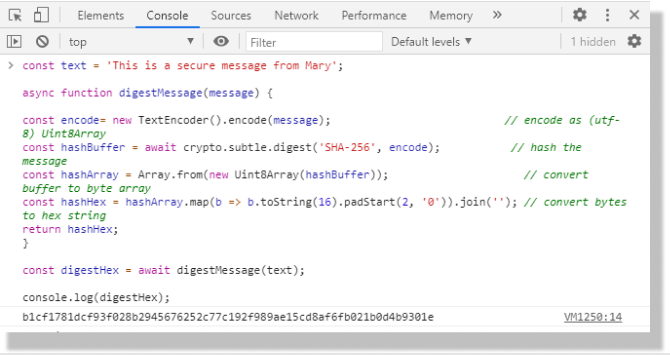 Elements Console Sources Network Performance Memory »
top Filter Default levels 1 hidden
> const text = 'This is a secure message from Mary';
async function digestMessage(message) {
const encode= new TextEncoder().encode(message); // encode as (utf-
8) Uint8Array
const hashBuffer = await crypto.subtle.digest('SHA-256', encode); // hash the
message
const hashArray = Array.from(new Uint8Array(hashBuffer)); // convert
buffer to byte array
const hashHex = hashArray.map(b => b.toString(16).padStart(2, '0')).join(''); // convert bytes
to hex string
return hashHex;
}
const digestHex = await digestMessage(text);
console.log(digestHex);
b1cf1781dcf93f028b2945676252c77c192f989ae15cd8af6fb021b0d4b9301e VM1250:14